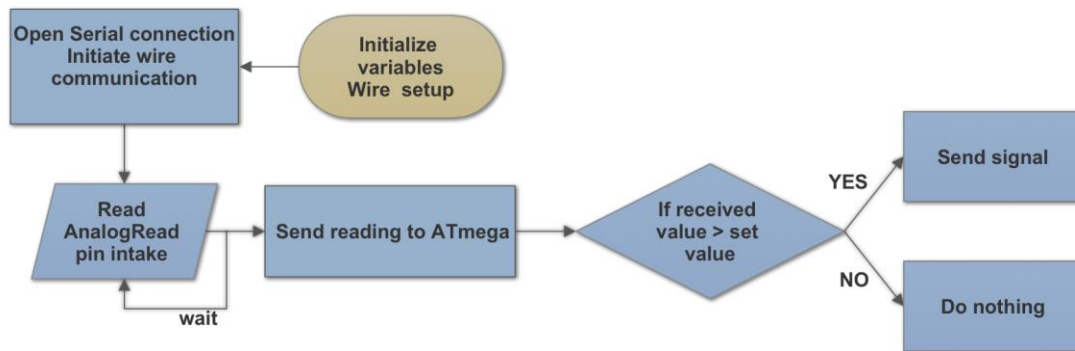 Open Serial connection
Initiate wire
communication
Initialize
variables
Wire setup
Read
AnalogRead
pin intake
wait
Send reading to ATmega
If received
value > set
value
YES
Send signal
NO
Do nothing